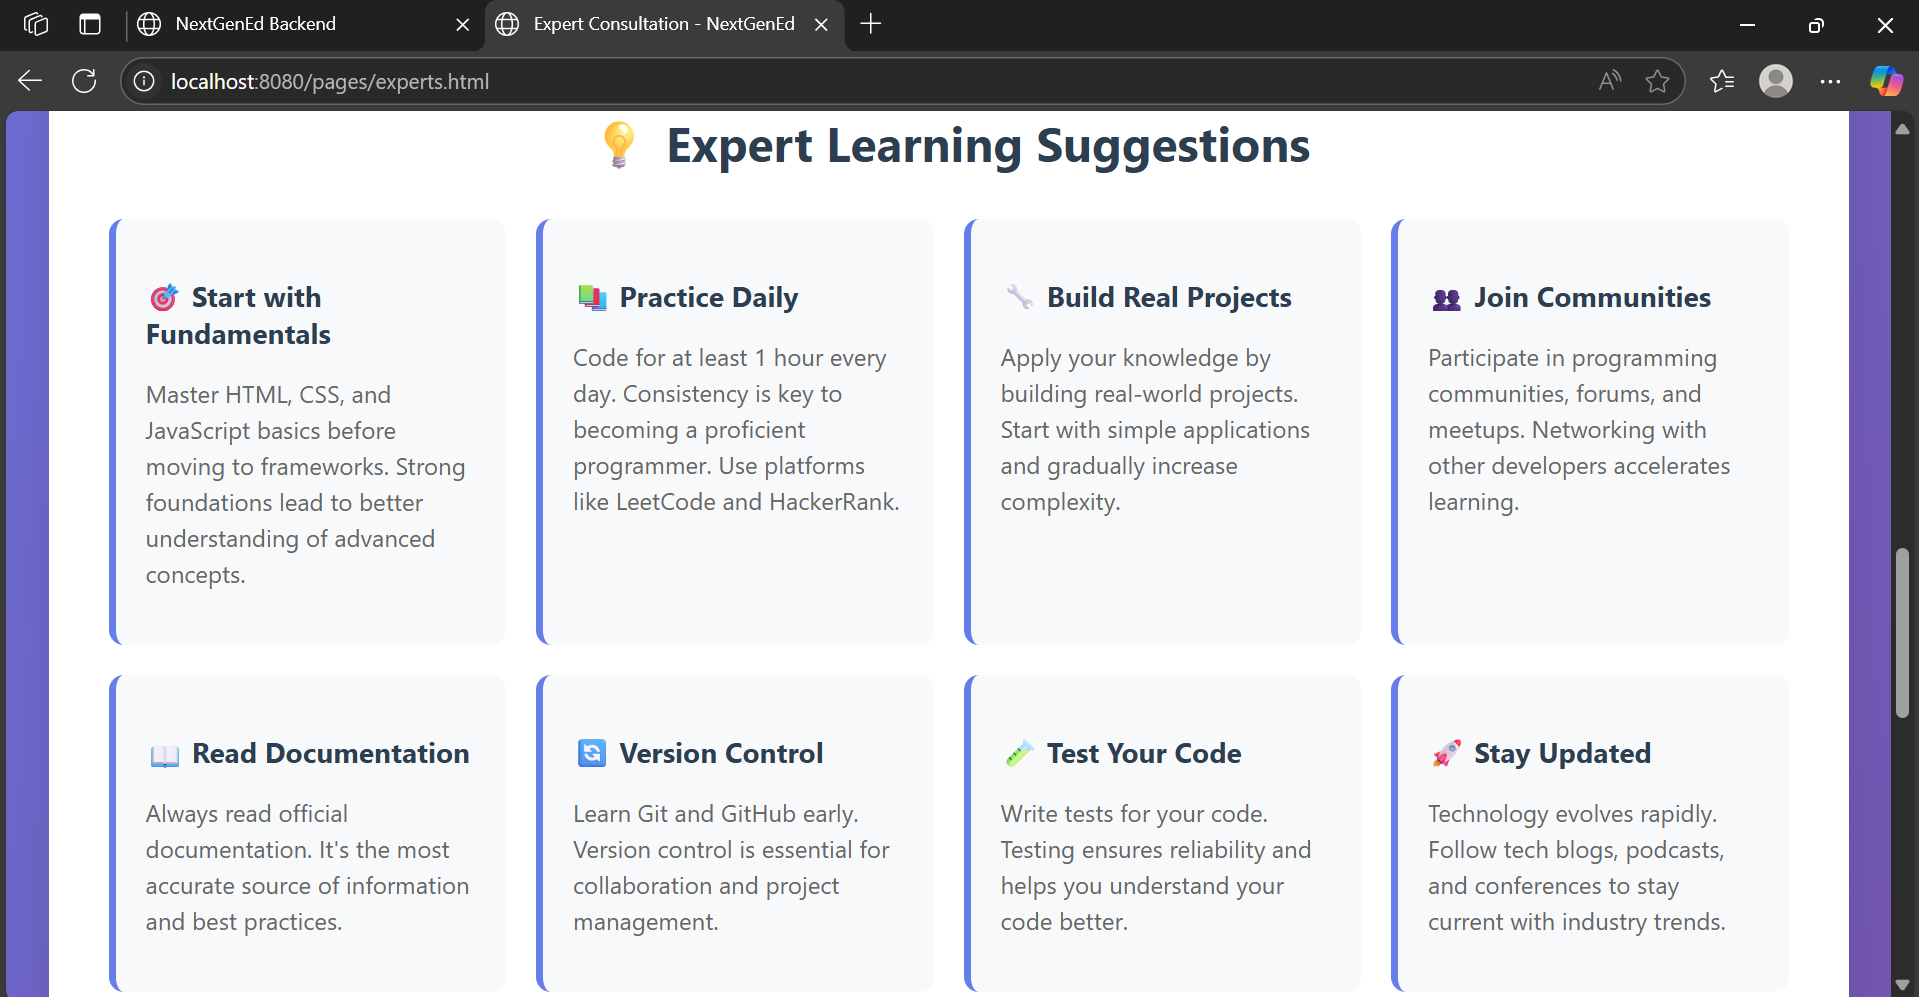 NextGenEd Backend
Expert Consultation - NextGenEd
localhost:8080/pages/experts.html
💡 Expert Learning Suggestions
🎯 Start with
Fundamentals
Master HTML, CSS, and
JavaScript basics before
moving to frameworks. Strong
foundations lead to better
understanding of advanced
concepts.
📚 Practice Daily
Code for at least 1 hour every
day. Consistency is key to
becoming a proficient
programmer. Use platforms
like LeetCode and HackerRank.
🔧 Build Real Projects
Apply your knowledge by
building real-world projects.
Start with simple applications
and gradually increase
complexity.
👥 Join Communities
Participate in programming
communities, forums, and
meetups. Networking with
other developers accelerates
learning.
📖 Read Documentation
Always read official
documentation. It's the most
accurate source of information
and best practices.
🔄 Version Control
Learn Git and GitHub early.
Version control is essential for
collaboration and project
management.
🧪 Test Your Code
Write tests for your code.
Testing ensures reliability and
helps you understand your
code better.
🚀 Stay Updated
Technology evolves rapidly.
Follow tech blogs, podcasts,
and conferences to stay
current with industry trends.